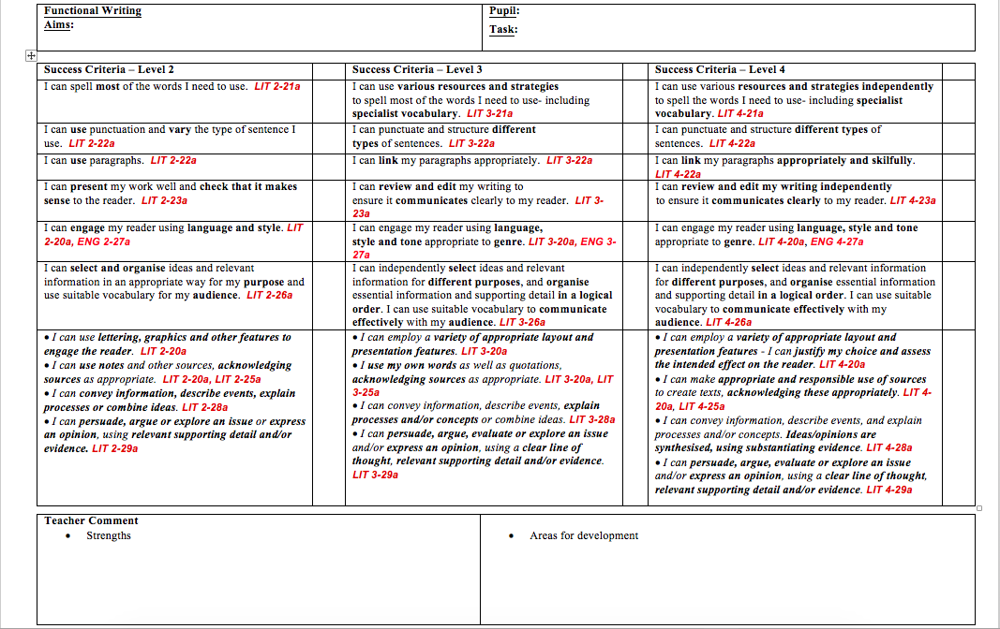 Functional Writing
Aims:
Pupil:
Task:
Success Criteria – Level 2
I can spell most of the words I need to use. LIT 2-21a
I can use punctuation and vary the type of sentence I
use. LIT 2-22a
I can use paragraphs. LIT 2-22a
I can present my work well and check that it makes
sense to the reader. LIT 2-23a
I can engage my reader using language and style. LIT
2-20a, ENG 2-27a
I can select and organise ideas and relevant
information in an appropriate way for my purpose and
use suitable vocabulary for my audience. LIT 2-26a
• I can use lettering, graphics and other features to
engage the reader. LIT 2-20a
• I can use notes and other sources, acknowledging
sources as appropriate. LIT 2-20a, LIT 2-25a
• I can convey information, describe events, explain
processes or combine ideas. LIT 2-28a
• I can persuade, argue or explore an issue or express
an opinion, using relevant supporting detail and/or
evidence. LIT 2-29a
Success Criteria – Level 3
I can use various resources and strategies
to spell most of the words I need to use- including
specialist vocabulary. LIT 3-21a
I can punctuate and structure different
types of sentences. LIT 3-22a
I can link my paragraphs appropriately. LIT 3-22a
I can review and edit my writing to
ensure it communicates clearly to my reader. LIT 3-
23a
I can engage my reader using language,
style and tone appropriate to genre. LIT 3-20a, ENG 3-
27a
I can independently select ideas and relevant
information for different purposes, and organise
essential information and supporting detail in a logical
order. I can use suitable vocabulary to communicate
effectively with my audience. LIT 3-26a
• I can employ a variety of appropriate layout and
presentation features. LIT 3-20a
• I use my own words as well as quotations,
acknowledging sources as appropriate. LIT 3-20a, LIT
3-25a
• I can convey information, describe events, explain
processes and/or concepts or combine ideas. LIT 3-28a
• I can persuade, argue, evaluate or explore an issue
and/or express an opinion, using a clear line of
thought, relevant supporting detail and/or evidence.
LIT 3-29a
Success Criteria – Level 4
I can use various resources and strategies independently
to spell the words I need to use- including specialist
vocabulary. LIT 4-21a
I can punctuate and structure different types of
sentences. LIT 4-22a
I can link my paragraphs appropriately and skilfully.
LIT 4-22a
I can review and edit my writing independently
to ensure it communicates clearly to my reader. LIT 4-23a
I can engage my reader using language, style and tone
appropriate to genre. LIT 4-20a, ENG 4-27a
I can independently select ideas and relevant information
for different purposes, and organise essential information
and supporting detail in a logical order. I can use suitable
vocabulary to communicate effectively with my
audience. LIT 4-26a
• I can employ a variety of appropriate layout and
presentation features - I can justify my choice and assess
the intended effect on the reader. LIT 4-20a
• I can make appropriate and responsible use of sources
to create texts, acknowledging these appropriately. LIT 4-
20a, LIT 4-25a
• I can convey information, describe events, and explain
processes and/or concepts. Ideas/opinions are
synthesised, using substantiating evidence. LIT 4-28a
• I can persuade, argue, evaluate or explore an issue
and/or express an opinion, using a clear line of thought,
relevant supporting detail and/or evidence. LIT 4-29a
Teacher Comment
• Strengths
• Areas for development